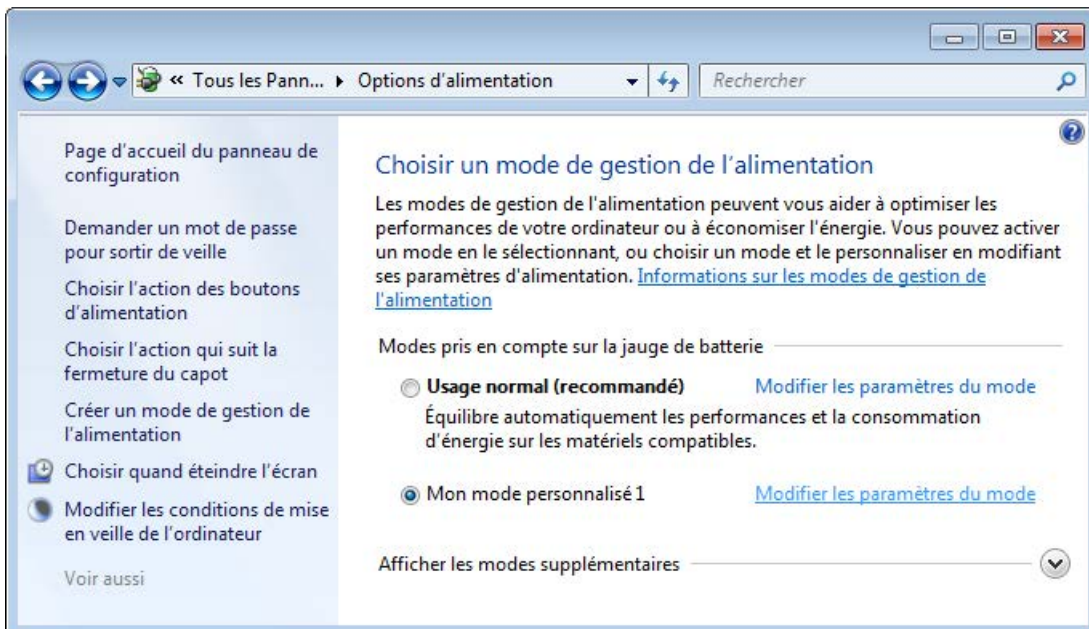 « Tous les Pann... Options d'alimentation Rechercher
Page d'accueil du panneau de
configuration
Demander un mot de passe
pour sortir de veille
Choisir l'action des boutons
d'alimentation
Choisir l'action qui suit la
fermeture du capot
Créer un mode de gestion de
l'alimentation
Choisir quand éteindre l'écran
Modifier les conditions de mise
en veille de l'ordinateur
Voir aussi
Choisir un mode de gestion de l'alimentation
Les modes de gestion de l'alimentation peuvent vous aider à optimiser les
performances de votre ordinateur ou à économiser l'énergie. Vous pouvez activer
un mode en le sélectionnant, ou choisir un mode et le personnaliser en modifiant
ses paramètres d'alimentation. Informations sur les modes de gestion de
l'alimentation
Modes pris en compte sur la jauge de batterie
Usage normal (recommandé) Modifier les paramètres du mode
Équilibre automatiquement les performances et la consommation
d'énergie sur les matériels compatibles.
Mon mode personnalisé 1 Modifier les paramètres du mode
Afficher les modes supplémentaires